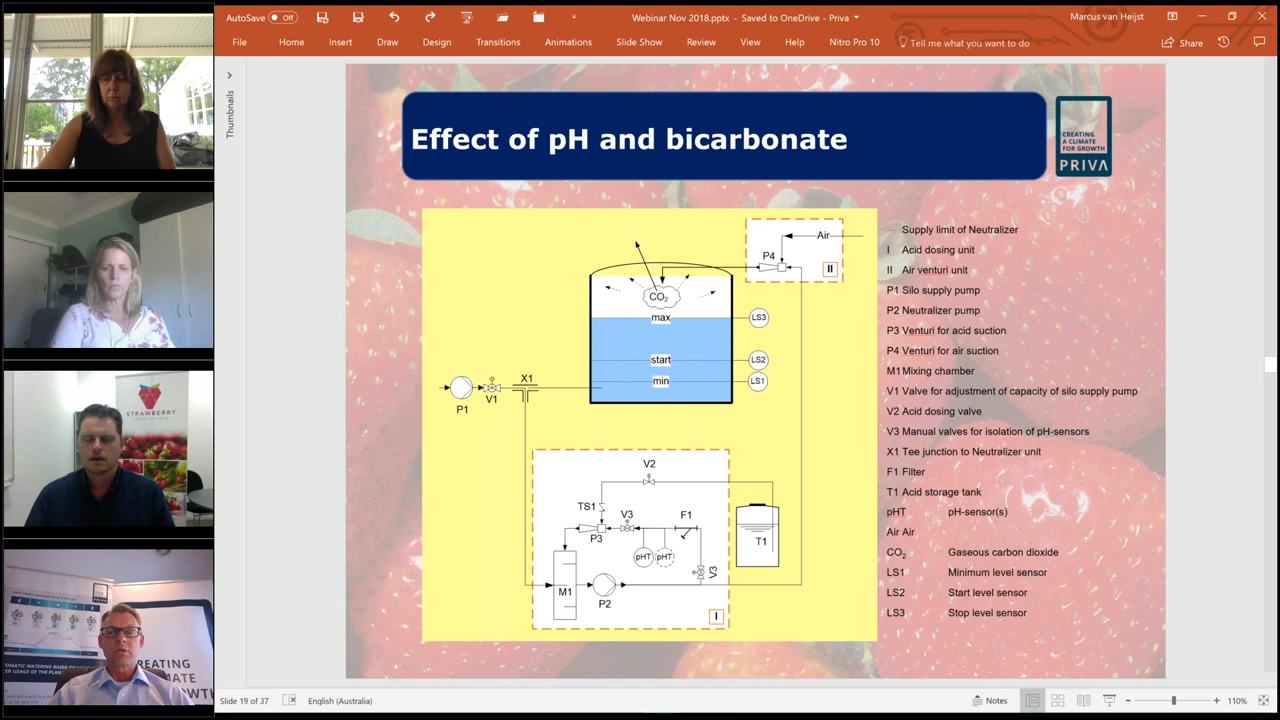 AutoSave Off
Webinar Nov 2018.pptx - Saved to OneDrive - Priva
Marcus van Heijst
File Home Insert Draw Design Transitions Animations Slide Show Review View Help Nitro Pro 10 Tell me what you want to do
Share
Thumbnails
Effect of pH and bicarbonate
CREATING
A CLIMATE
FOR GROWTH
PRIVA
Air
P4
II
CO2
max
LS3
start
LS2
min
LS1
X1
P1
V1
V2
TS1
V3
F1
P3
pHT
pHT
T1
V3
M1
P2
I
Supply limit of Neutralizer
I Acid dosing unit
II Air venturi unit
P1 Silo supply pump
P2 Neutralizer pump
P3 Venturi for acid suction
P4 Venturi for air suction
M1 Mixing chamber
V1 Valve for adjustment of capacity of silo supply pump
V2 Acid dosing valve
V3 Manual valves for isolation of pH-sensors
X1 Tee junction to Neutralizer unit
F1 Filter
T1 Acid storage tank
pHT pH-sensor(s)
Air Air
CO2 Gaseous carbon dioxide
LS1 Minimum level sensor
LS2 Start level sensor
LS3 Stop level sensor
STRAWBERRY
PRIVA
CREATING
CLIMATE
GROWTH
Slide 19 of 37
English (Australia)
Notes
110%